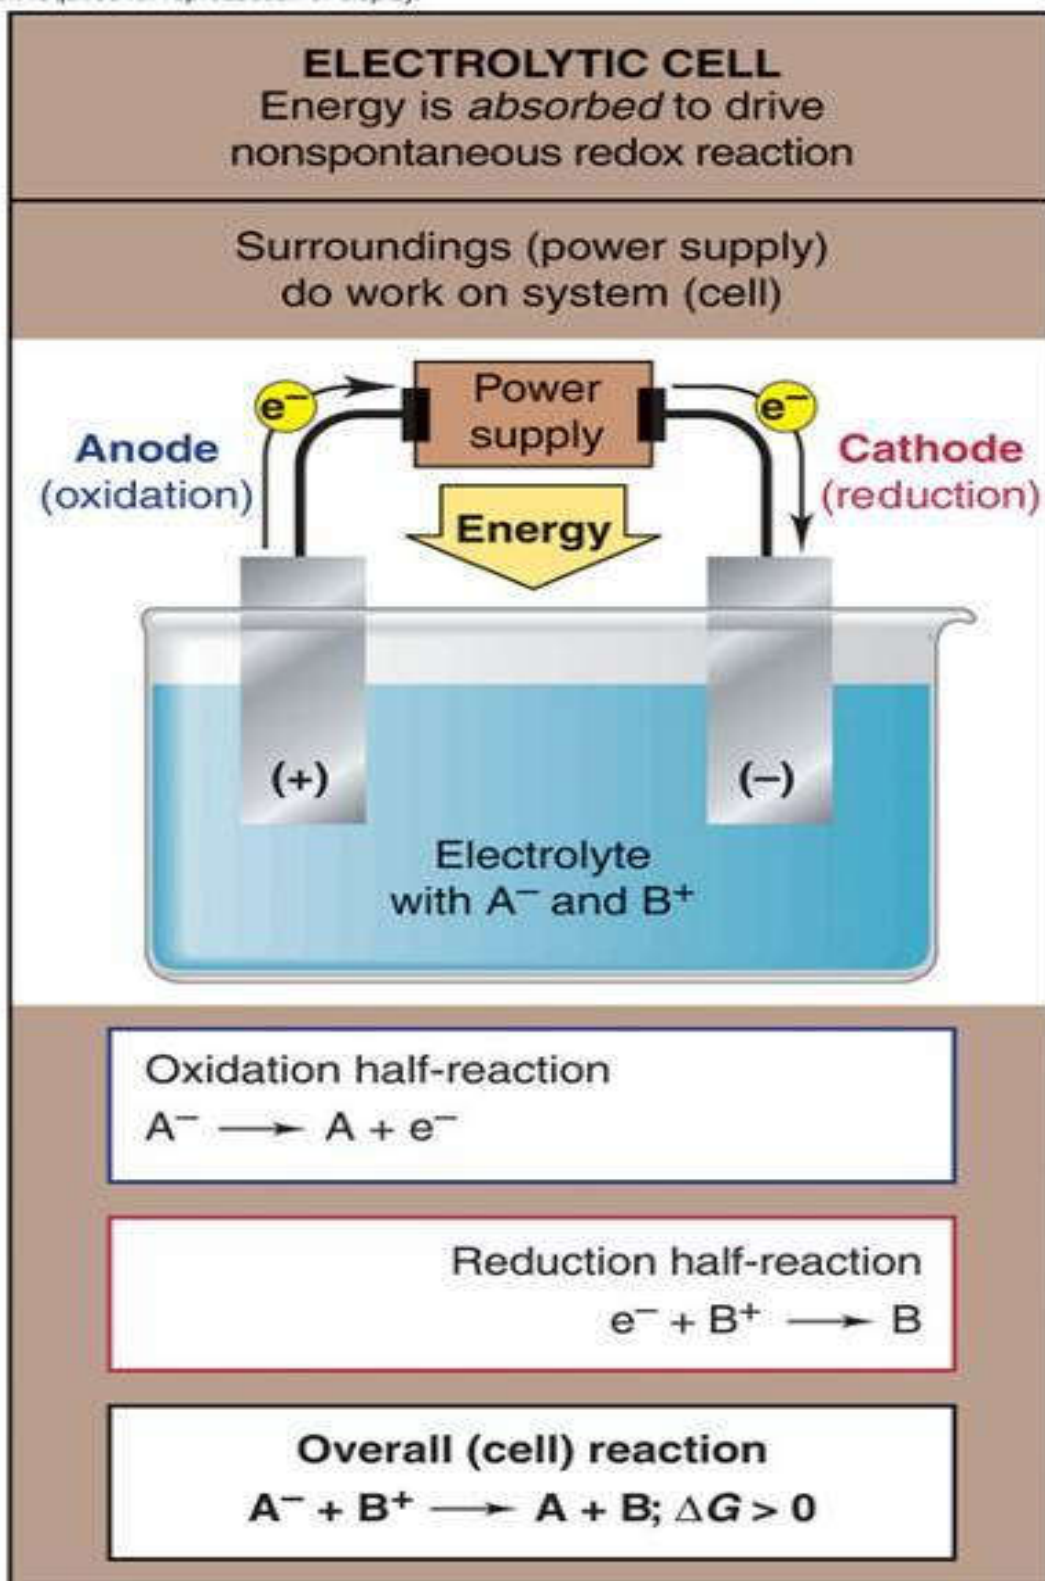 ELECTROLYTIC CELL
Energy is absorbed to drive
nonspontaneous redox reaction
Surroundings (power supply)
do work on system (cell)
Power
supply
e⁻
e⁻
Anode
(oxidation)
Cathode
(reduction)
Energy
(+)
(−)
Electrolyte
with A⁻ and B⁺
Oxidation half-reaction
A⁻ ⟶ A + e⁻
Reduction half-reaction
e⁻ + B⁺ ⟶ B
Overall (cell) reaction
A⁻ + B⁺ ⟶ A + B; ΔG > 0